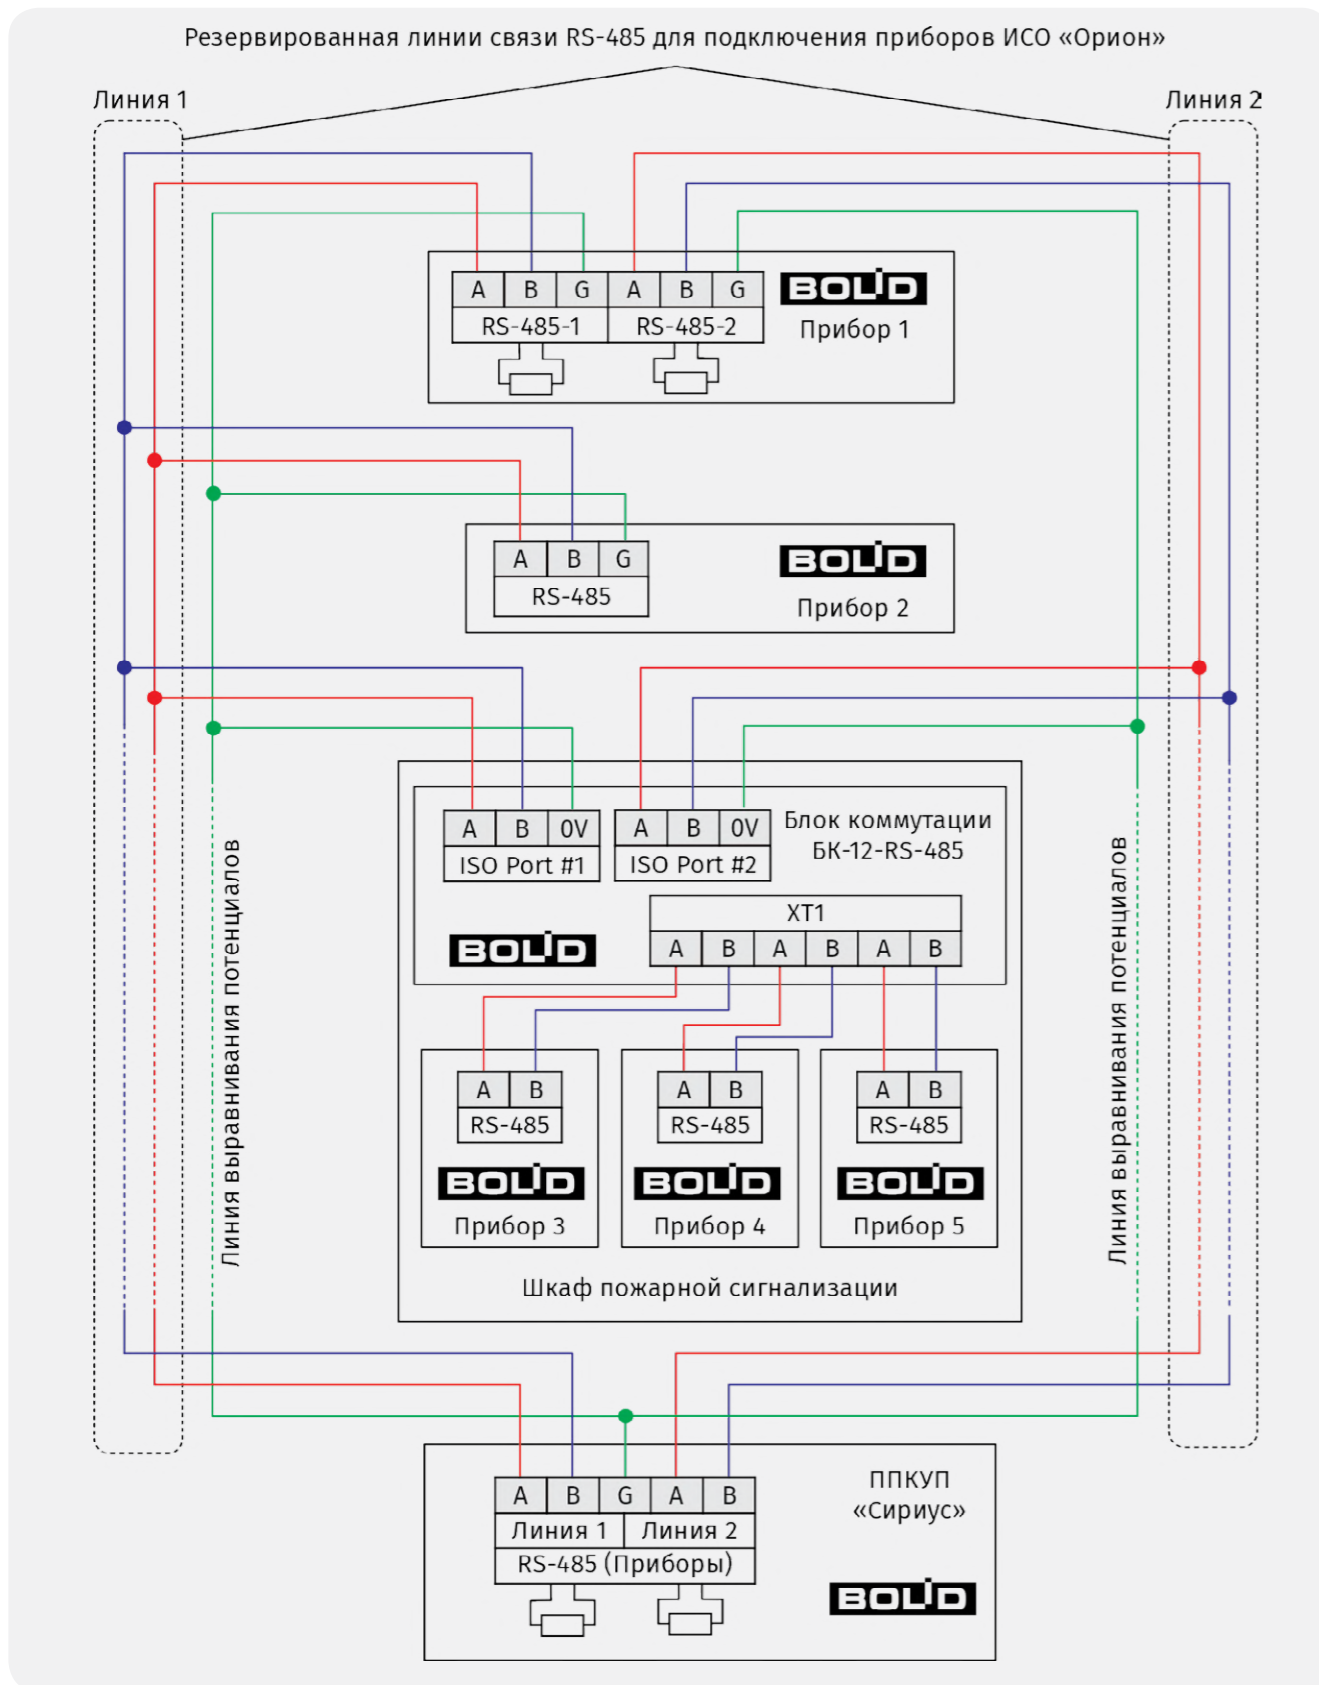 Резервированная линии связи RS-485 для подключения приборов ИСО «Орион»
Линия 1
Линия 2
A B G A B G
RS-485-1 RS-485-2
BOLID
Прибор 1
A B G
RS-485
BOLID
Прибор 2
A B 0V
ISO Port #1
A B 0V
ISO Port #2
Блок коммутации
БК-12-RS-485
XT1
A B A B A B
BOLID
Линия выравнивания потенциалов
Линия выравнивания потенциалов
A B
RS-485
BOLID
Прибор 3
A B
RS-485
BOLID
Прибор 4
A B
RS-485
BOLID
Прибор 5
Шкаф пожарной сигнализации
A B G A B
Линия 1 Линия 2
RS-485 (Приборы)
ППКУП
«Сириус»
BOLID